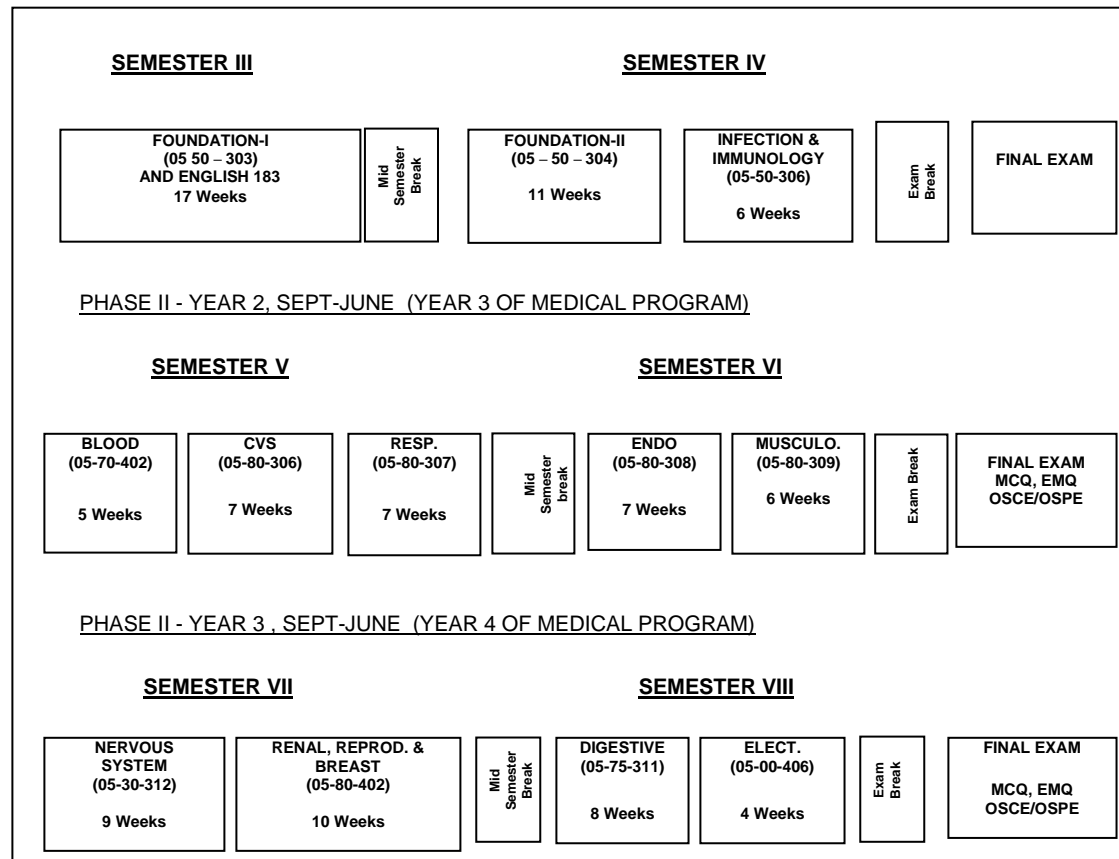 SEMESTER III
SEMESTER IV
FOUNDATION-I
(05 50 – 303)
AND ENGLISH 183
17 Weeks
Mid
Semester
Break
FOUNDATION-II
(05 – 50 – 304)
11 Weeks
INFECTION &
IMMUNOLOGY
(05-50-306)
6 Weeks
Exam
Break
FINAL EXAM
PHASE II - YEAR 2, SEPT-JUNE (YEAR 3 OF MEDICAL PROGRAM)
SEMESTER V
SEMESTER VI
BLOOD
(05-70-402)
5 Weeks
CVS
(05-80-306)
7 Weeks
RESP.
(05-80-307)
7 Weeks
Mid
Semester
break
ENDO
(05-80-308)
7 Weeks
MUSCULO.
(05-80-309)
6 Weeks
Exam Break
FINAL EXAM
MCQ, EMQ
OSCE/OSPE
PHASE II - YEAR 3 , SEPT-JUNE (YEAR 4 OF MEDICAL PROGRAM)
SEMESTER VII
SEMESTER VIII
NERVOUS
SYSTEM
(05-30-312)
9 Weeks
RENAL, REPROD. &
BREAST
(05-80-402)
10 Weeks
Mid
Semester
Break
DIGESTIVE
(05-75-311)
8 Weeks
ELECT.
(05-00-406)
4 Weeks
Exam
Break
FINAL EXAM
MCQ, EMQ
OSCE/OSPE